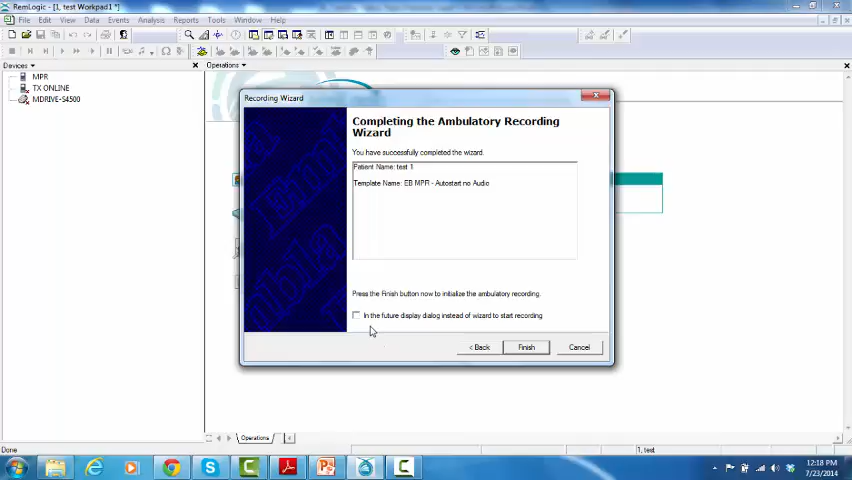 RemLogic - [1, test Workpad1 *]
File Edit View Data Events Analysis Reports Tools Window Help
Devices
Operations
MPR
TX ONLINE
MDRIVE-S4500
Recording Wizard
Completing the Ambulatory Recording
Wizard
You have successfully completed the wizard.
Patient Name: test 1
Template Name: EB MPR - Autostart no Audio
Press the Finish button now to initialize the ambulatory recording.
In the future display dialog instead of wizard to start recording
< Back Finish Cancel
Embla
Operations
Done
1, test
12:18 PM
7/23/2014